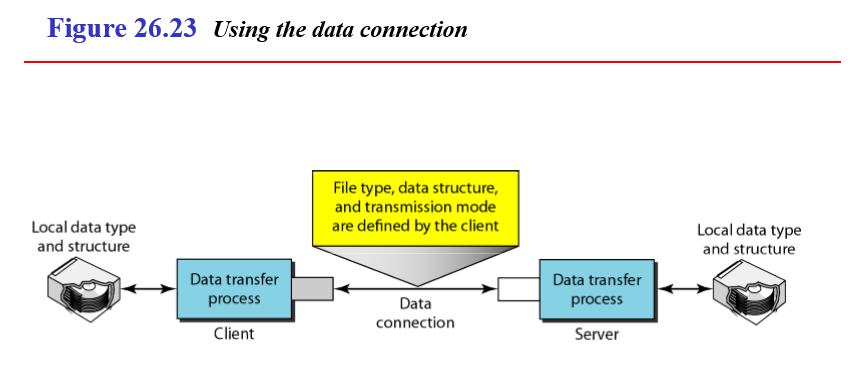 Figure 26.23 Using the data connection
File type, data structure,
and transmission mode
are defined by the client
Local data type
and structure
Local data type
and structure
Data transfer
process
Data transfer
process
Data
connection
Client
Server